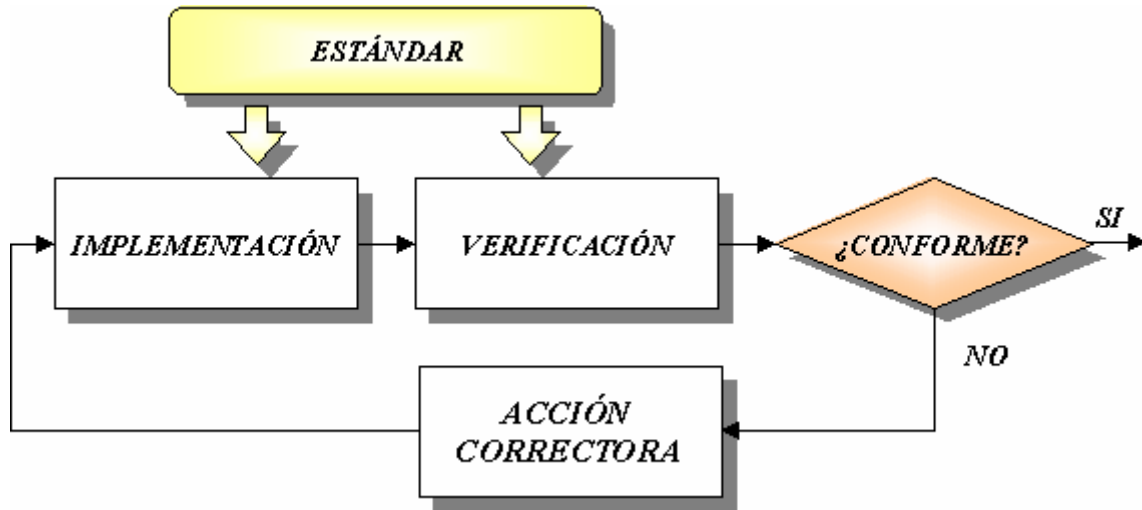 ESTÁNDAR
IMPLEMENTACIÓN
VERIFICACIÓN
¿CONFORME?
SI
NO
ACCIÓN
CORRECTORA